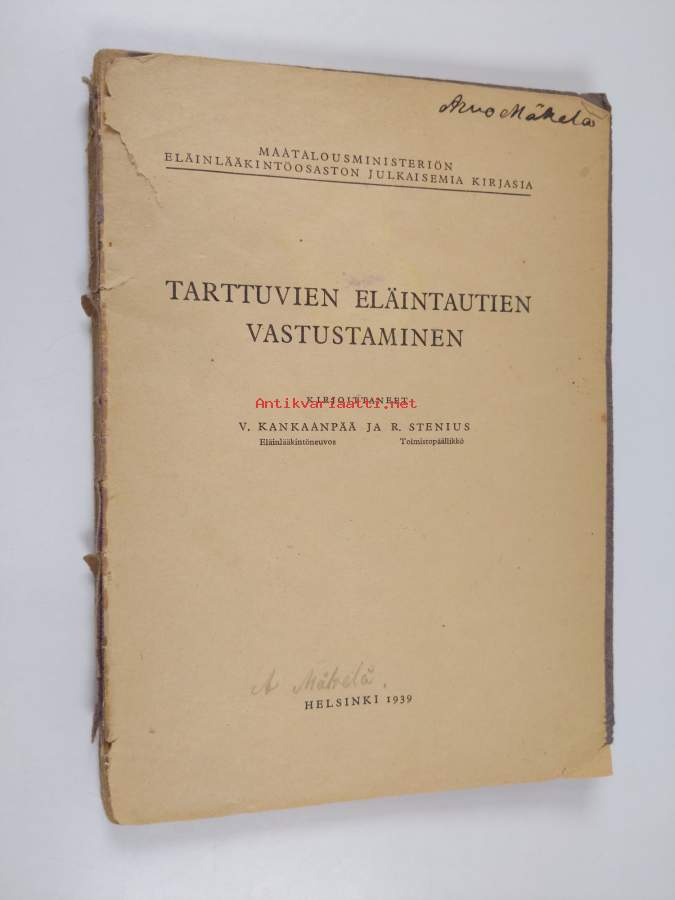 Arvo Mäkelä
MAATALOUSMINISTERIÖN
ELÄINLÄÄKINTÖOSASTON JULKAISEMIA KIRJASIA
TARTTUVIEN ELÄINTAUTIEN
VASTUSTAMINEN
KIRJOITTANEET
Antikvariaatti.net
V. KANKAANPÄÄ JA R. STENIUS
Eläinlääkintöneuvos Toimistopäällikkö
A Mäkelä.
HELSINKI 1939